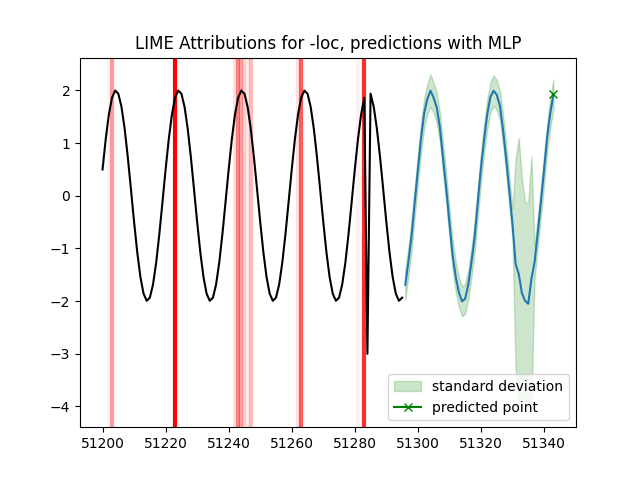 LIME Attributions for -loc, predictions with MLP
2
1
0
−1
−2
−3
−4
standard deviation
predicted point
51200 51220 51240 51260 51280 51300 51320 51340